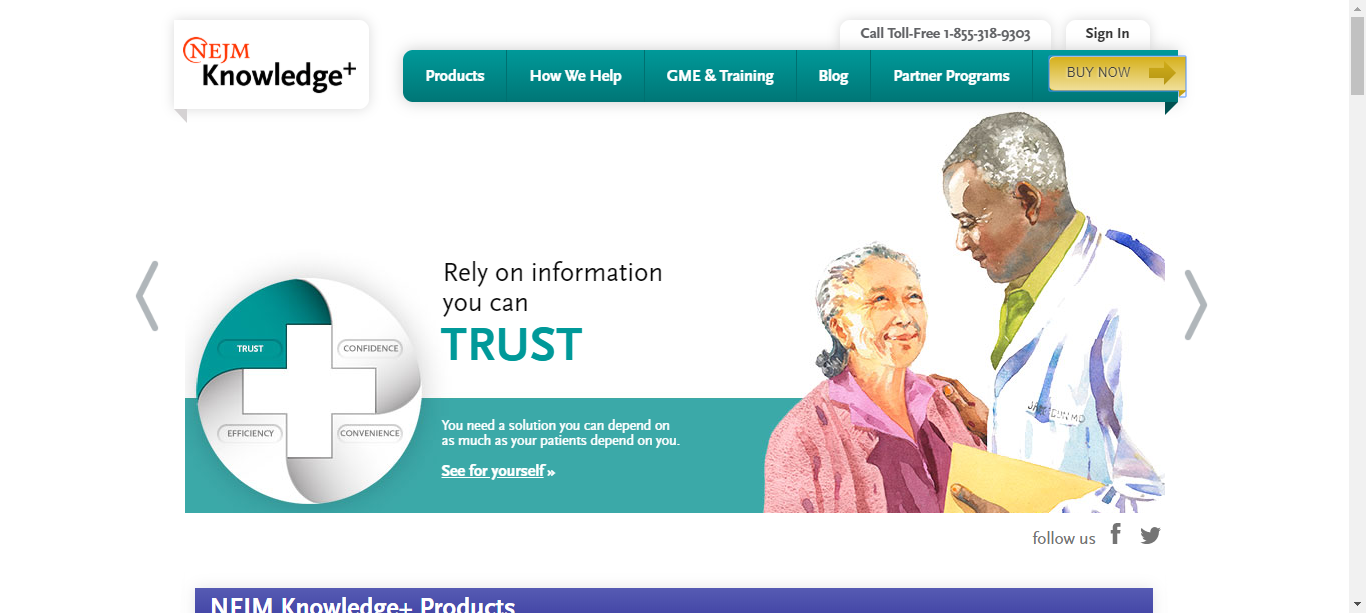 NEJM
Knowledge+
Call Toll-Free 1-855-318-9303
Sign In
Products
How We Help
GME & Training
Blog
Partner Programs
BUY NOW
Rely on information
you can
TRUST
TRUST
CONFIDENCE
EFFICIENCY
CONVENIENCE
You need a solution you can depend on
as much as your patients depend on you.
See for yourself »
follow us
NEJM Knowledge+ Products